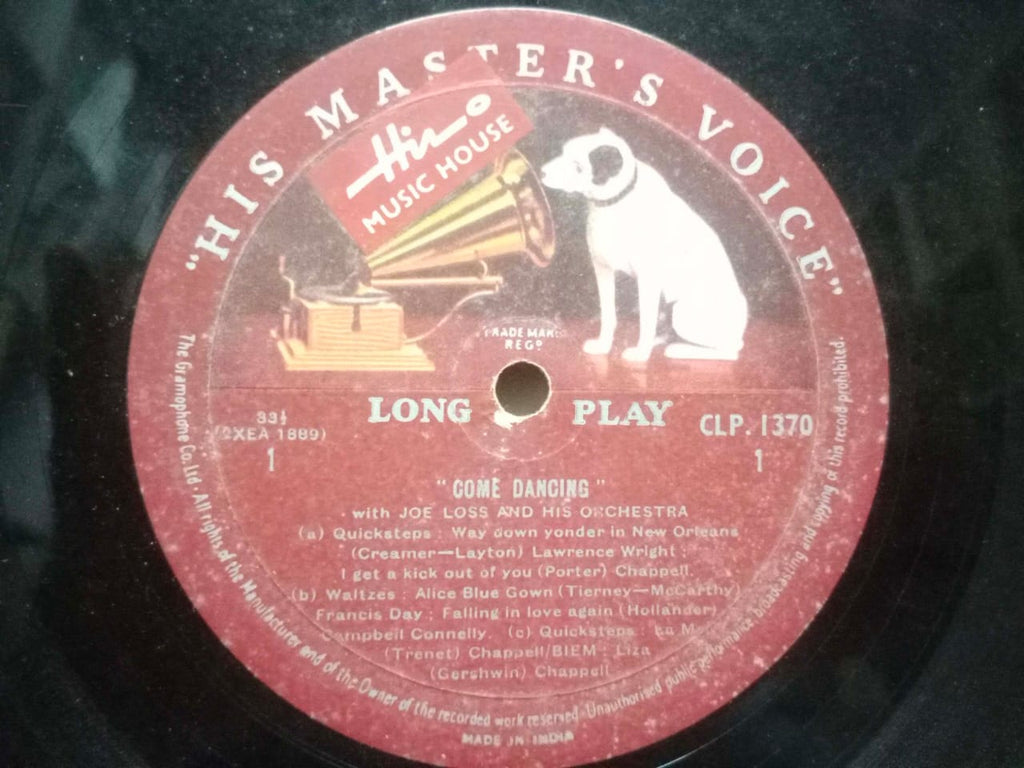 "HIS MASTER'S VOICE"
Hiro
MUSIC HOUSE
TRADE MARK
REGD
LONG PLAY
CLP. 1370
33⅓
(2XEA 1889)
1
1
"COME DANCING"
with JOE LOSS AND HIS ORCHESTRA
(a) Quicksteps : Way down yonder in New Orleans
(Creamer—Layton) Lawrence Wright ;
I get a kick out of you (Porter) Chappell.
(b) Waltzes : Alice Blue Gown (Tierney—McCarthy)
Francis Day ; Falling in love again (Hollander)
Campbell Connelly. (c) Quicksteps : La
(Trenet) Chappell/BIEM ; Liza
(Gershwin) Chappell
The Gramophone Co. Ltd. All rights of the Manufacturer and of the Owner of the recorded work reserved. Unauthorised public performance broadcasting and copying of this record prohibited.
MADE IN INDIA